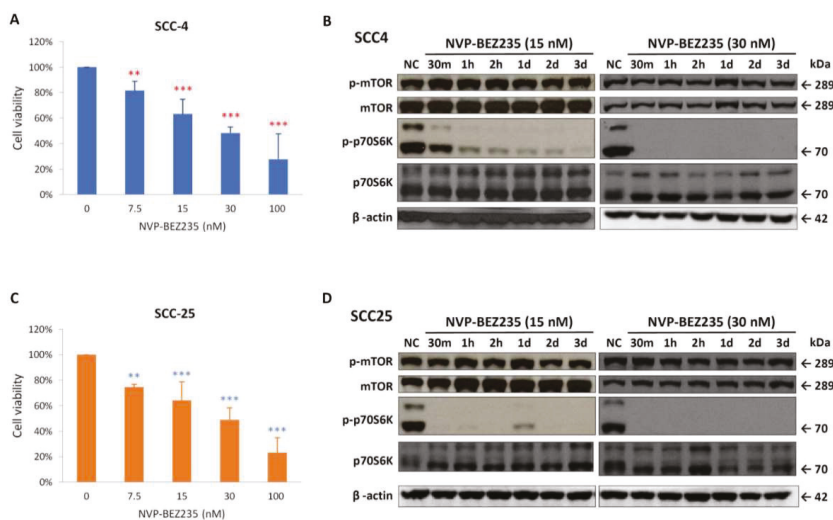 A
SCC-4
120%
100%
80%
60%
40%
20%
0%
Cell viability
**
***
***
***
0 7.5 15 30 100
NVP-BEZ235 (nM)
B
SCC4
NVP-BEZ235 (15 nM) NVP-BEZ235 (30 nM)
NC 30m 1h 2h 1d 2d 3d NC 30m 1h 2h 1d 2d 3d kDa
p-mTOR ← 289
mTOR ← 289
p-p70S6K ← 70
p70S6K ← 70
β -actin ← 42
C
SCC-25
120%
100%
80%
60%
40%
20%
0%
Cell viability
**
***
***
***
0 7.5 15 30 100
NVP-BEZ235 (nM)
D
SCC25
NVP-BEZ235 (15 nM) NVP-BEZ235 (30 nM)
NC 30m 1h 2h 1d 2d 3d NC 30m 1h 2h 1d 2d 3d kDa
p-mTOR ← 289
mTOR ← 289
p-p70S6K ← 70
p70S6K ← 70
β -actin ← 42